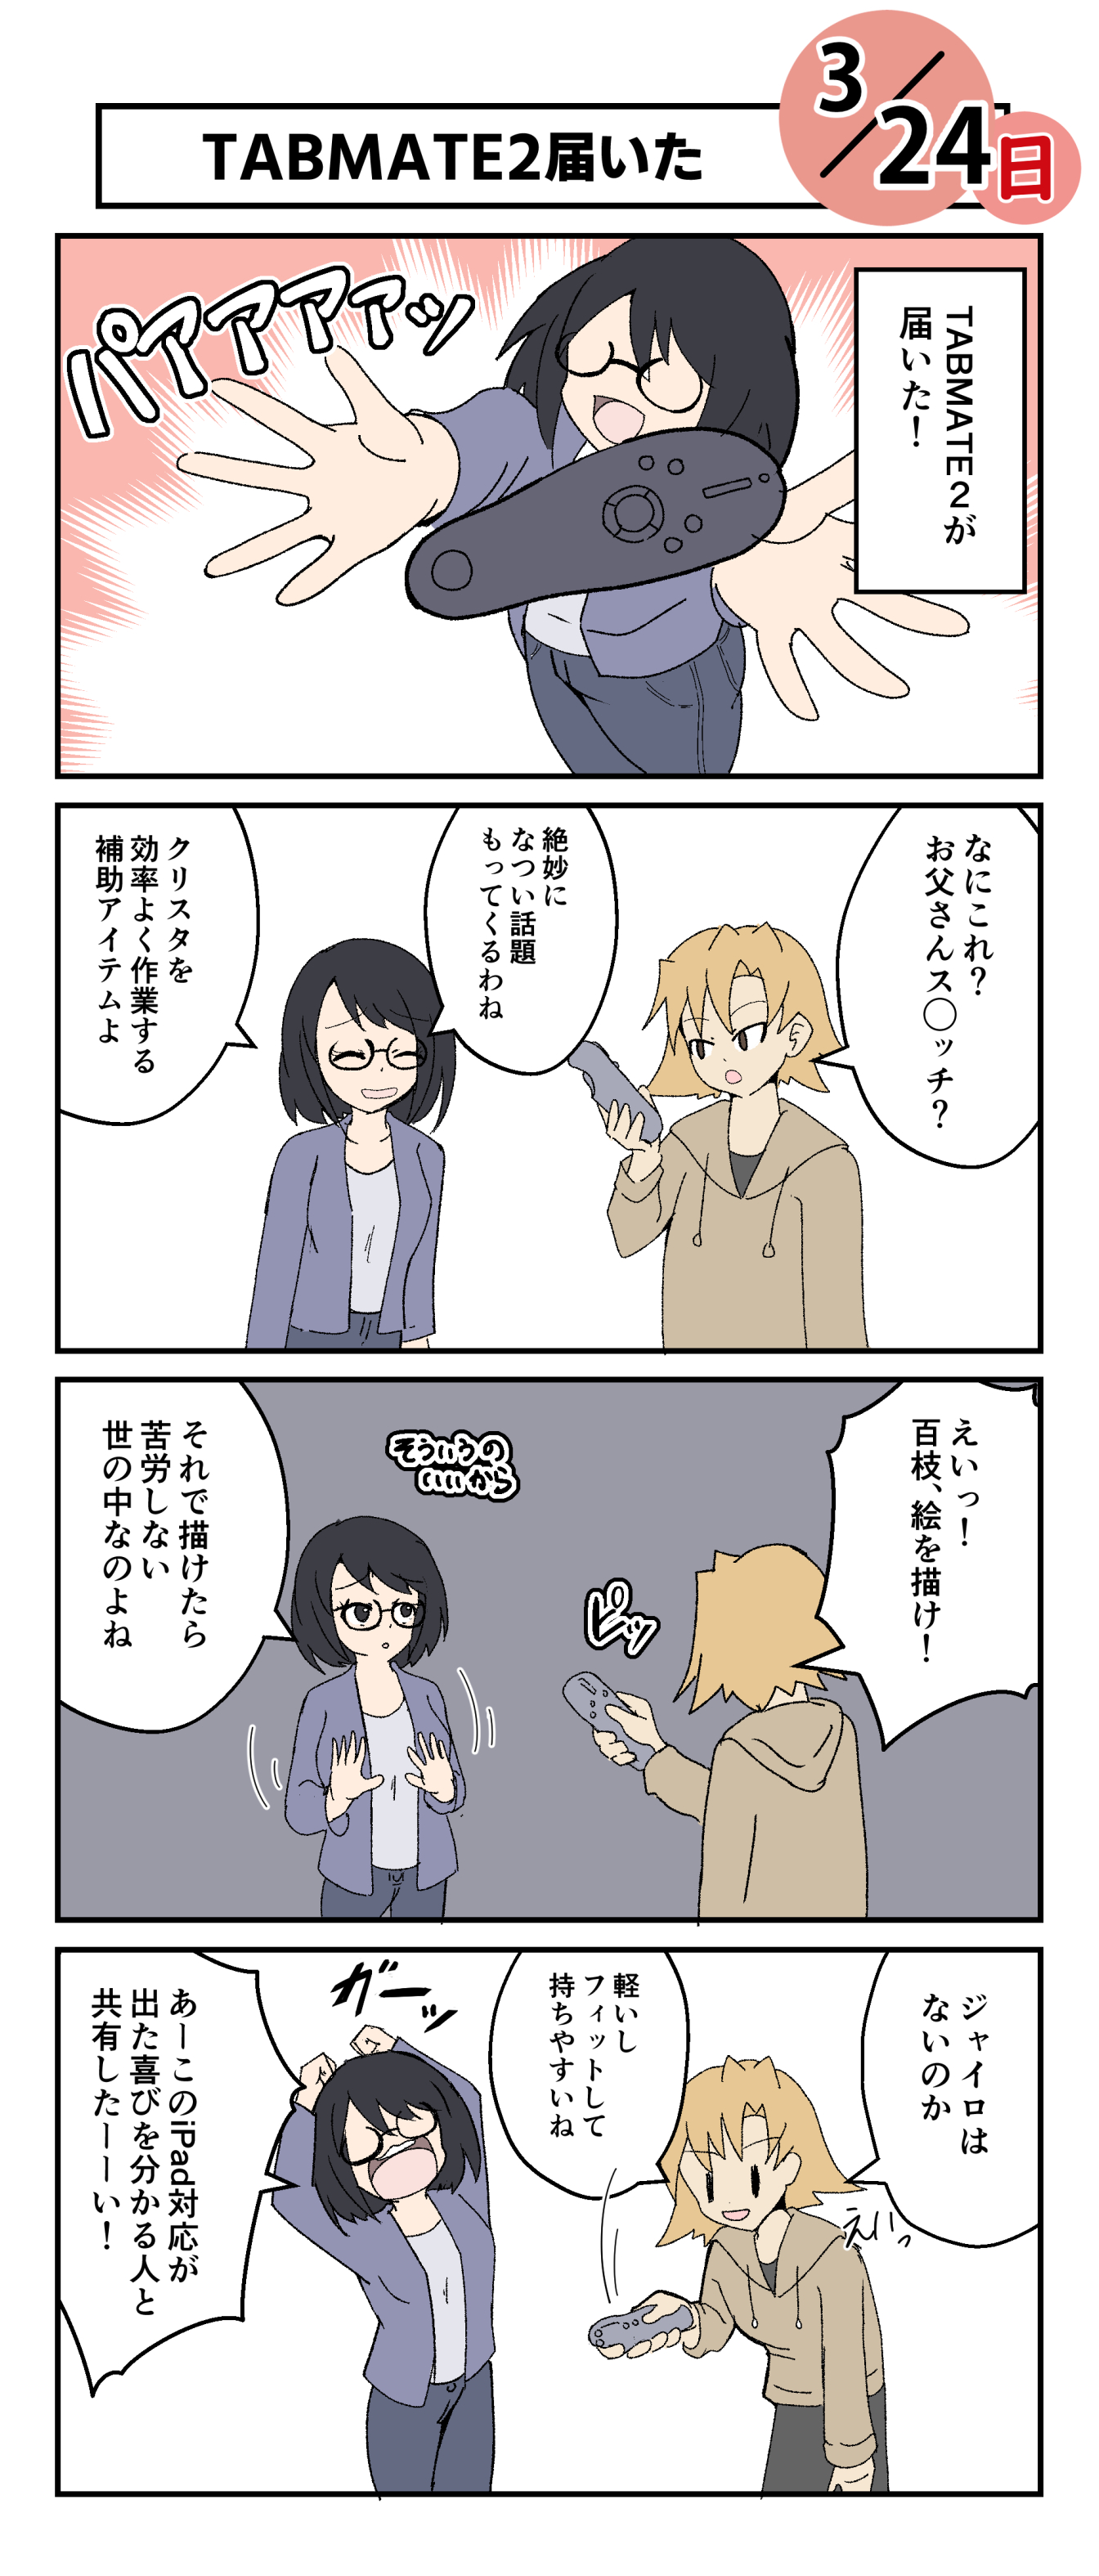 3/24日
TABMATE2届いた
TABMATE2が
届いた!
パアアアァッ
なにこれ?
お父さんス◯ッチ?
絶妙に
なつい話題
もってくるわね
クリスタを
効率よく作業する
補助アイテムよ
えいっ!
百枝、絵を描け!
ピッ
そういうの
いいから
それで描けたら
苦労しない
世の中なのよね
ジャイロは
ないのか
えいっ
軽いし
フィットして
持ちやすいね
ガーッ
あーこのiPad対応が
出た喜びを分かる人と
共有したーーい!